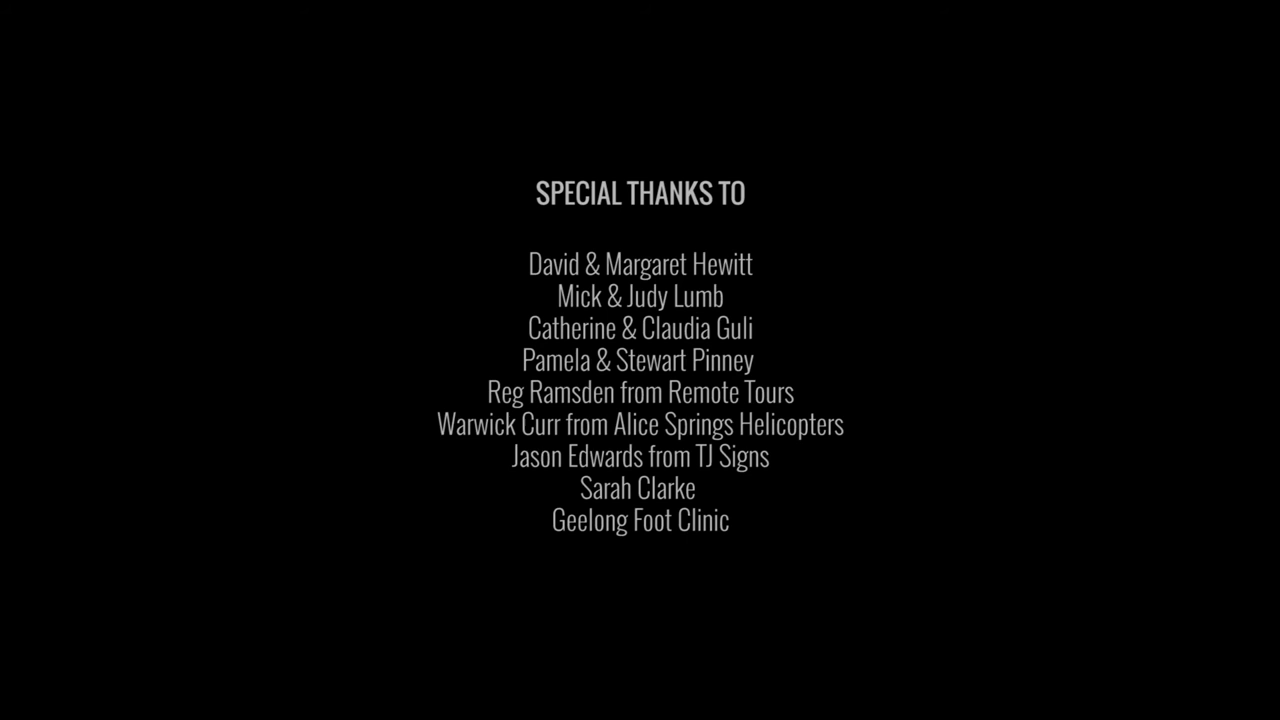 SPECIAL THANKS TO
David & Margaret Hewitt
Mick & Judy Lumb
Catherine & Claudia Guli
Pamela & Stewart Pinney
Reg Ramsden from Remote Tours
Warwick Curr from Alice Springs Helicopters
Jason Edwards from TJ Signs
Sarah Clarke
Geelong Foot Clinic